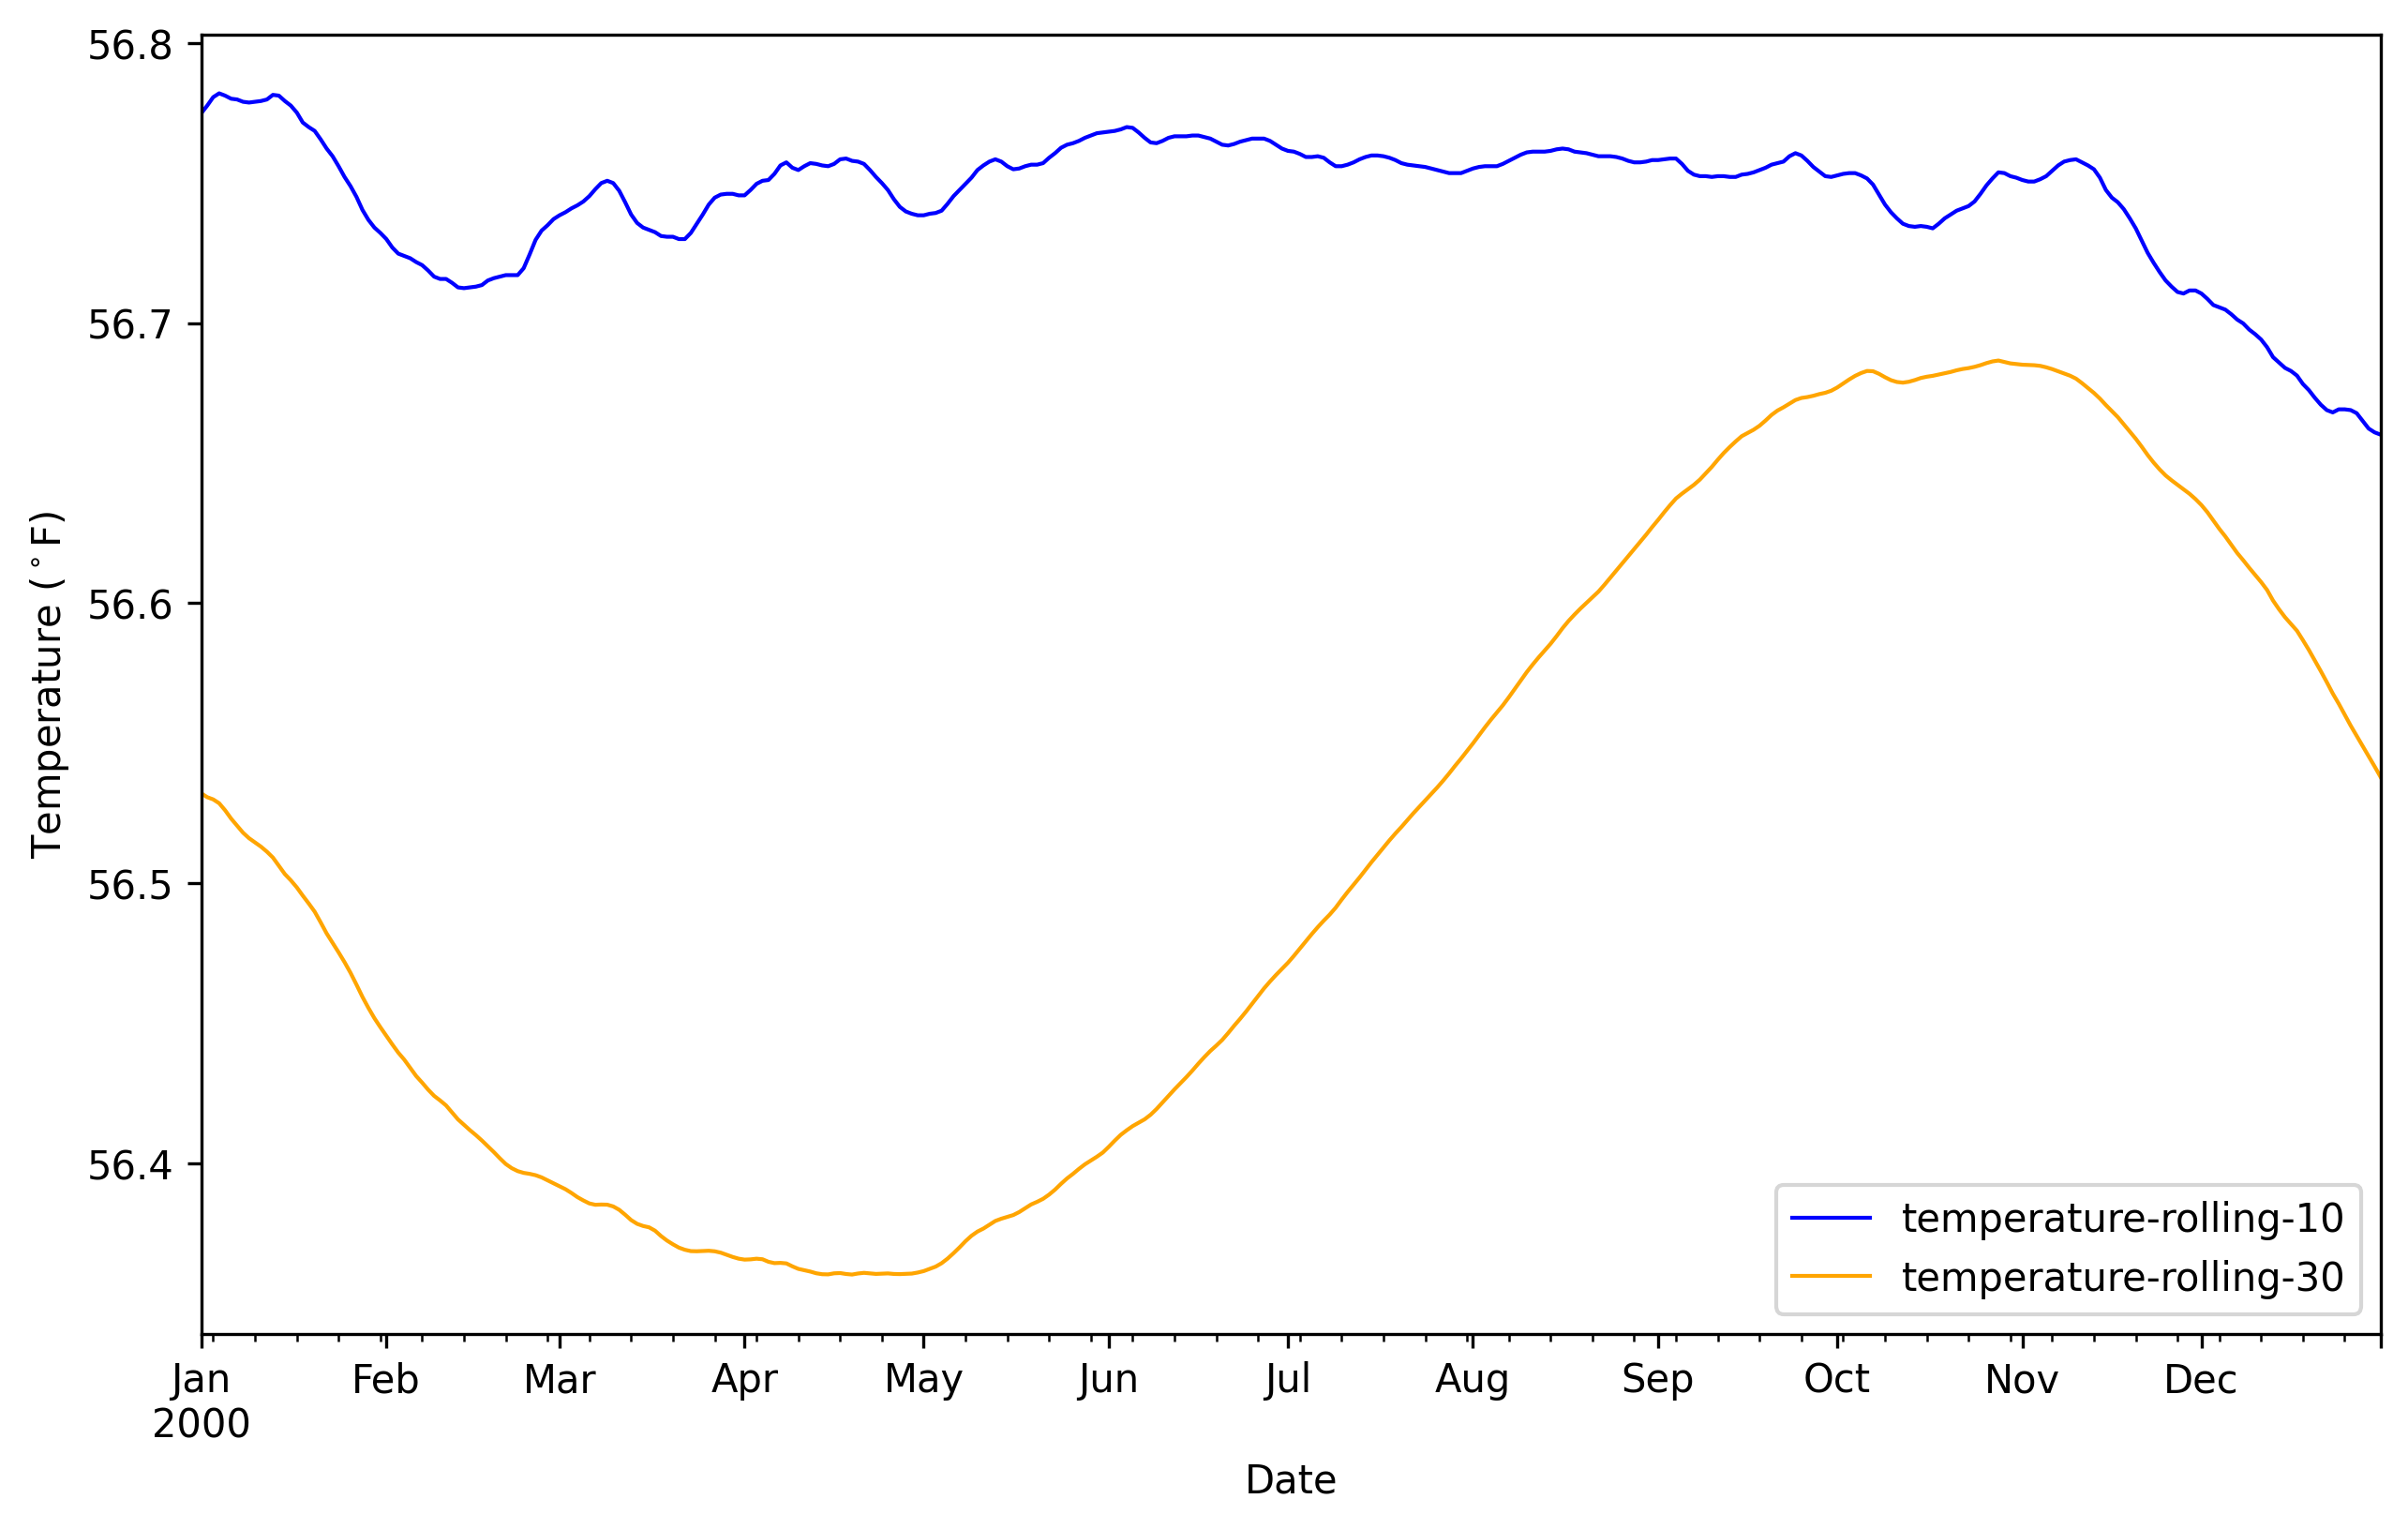 56.8
56.7
56.6
56.5
56.4
Temperature (°F)
Jan Feb Mar Apr May Jun Jul Aug Sep Oct Nov Dec
2000
Date
temperature-rolling-10
temperature-rolling-30